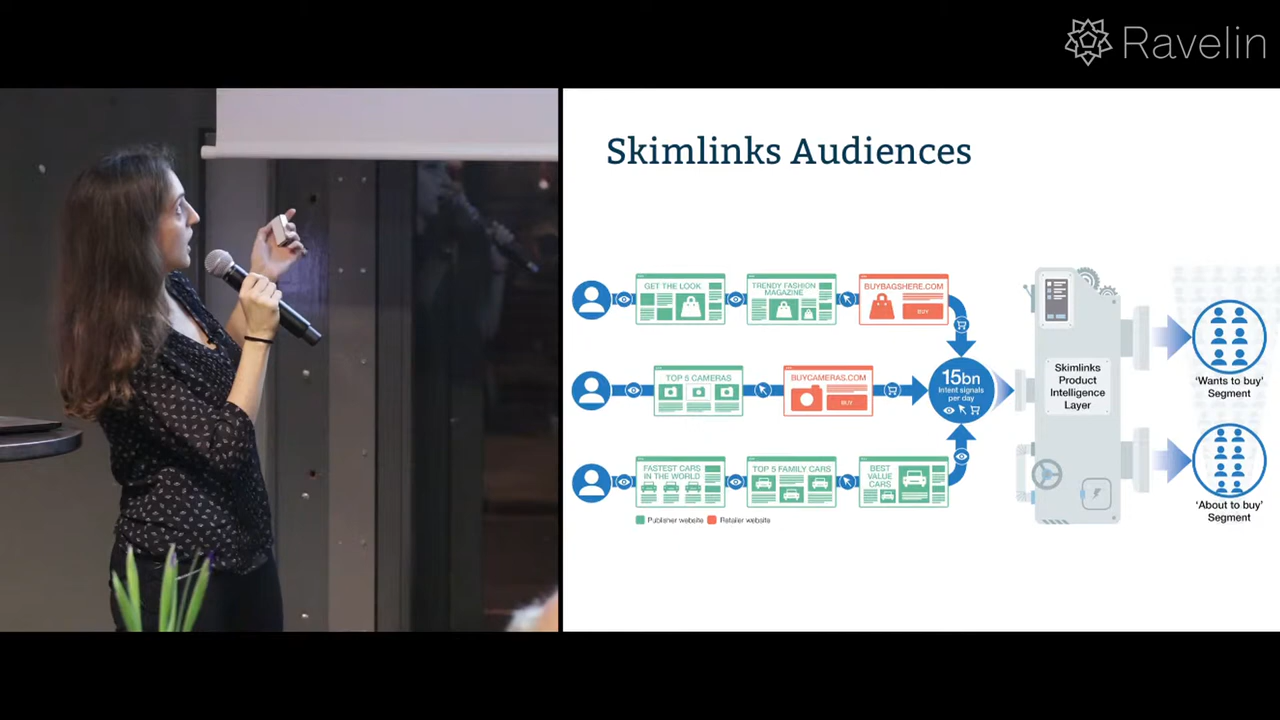 Ravelin
Skimlinks Audiences
GET THE LOOK
TRENDY FASHION
MAGAZINE
BUYBAGSHERE.COM
BUY
TOP 5 CAMERAS
BUYCAMERAS.COM
BUY
FASTEST CARS
IN THE WORLD
TOP 5 FAMILY CARS
BEST
VALUE
CARS
Publisher website
Retailer website
15bn
Intent signals
per day
Skimlinks
Product
Intelligence
Layer
'Wants to buy'
Segment
'About to buy'
Segment